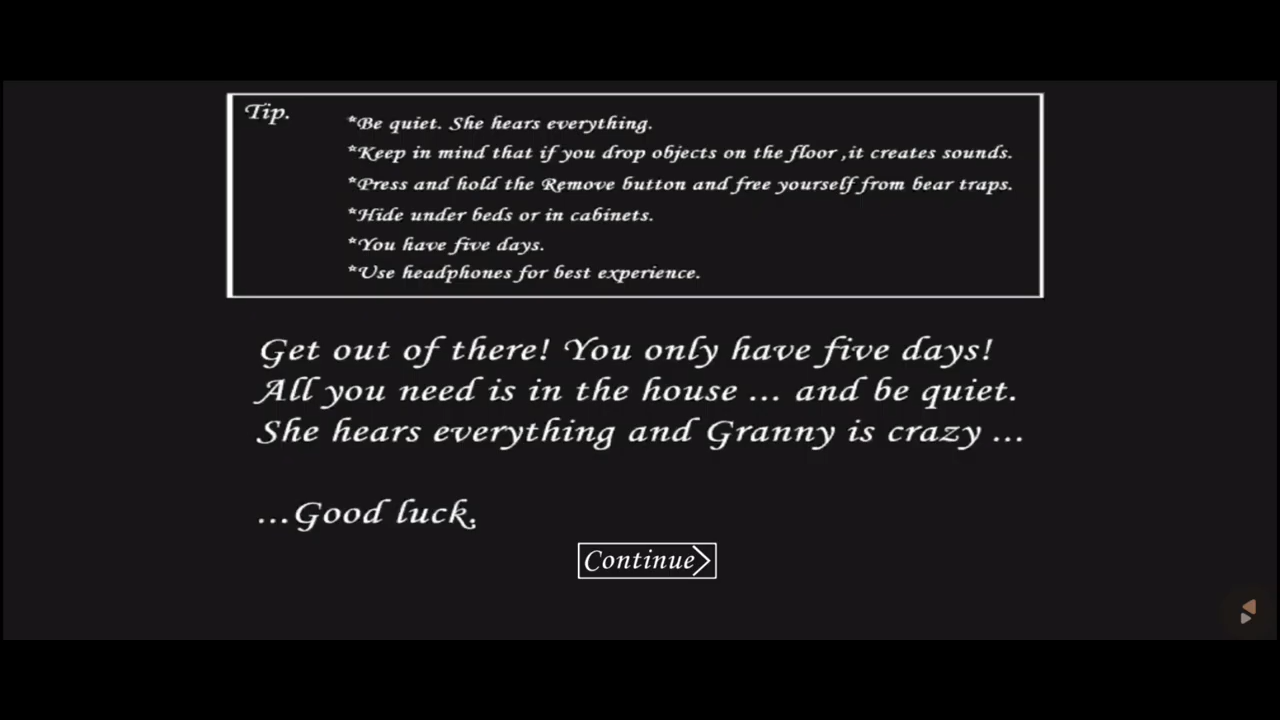 Tip.
*Be quiet. She hears everything.
*Keep in mind that if you drop objects on the floor ,it creates sounds.
*Press and hold the Remove button and free yourself from bear traps.
*Hide under beds or in cabinets.
*You have five days.
*Use headphones for best experience.
Get out of there! You only have five days!
All you need is in the house ... and be quiet.
She hears everything and Granny is crazy ...
...Good luck.
Continue